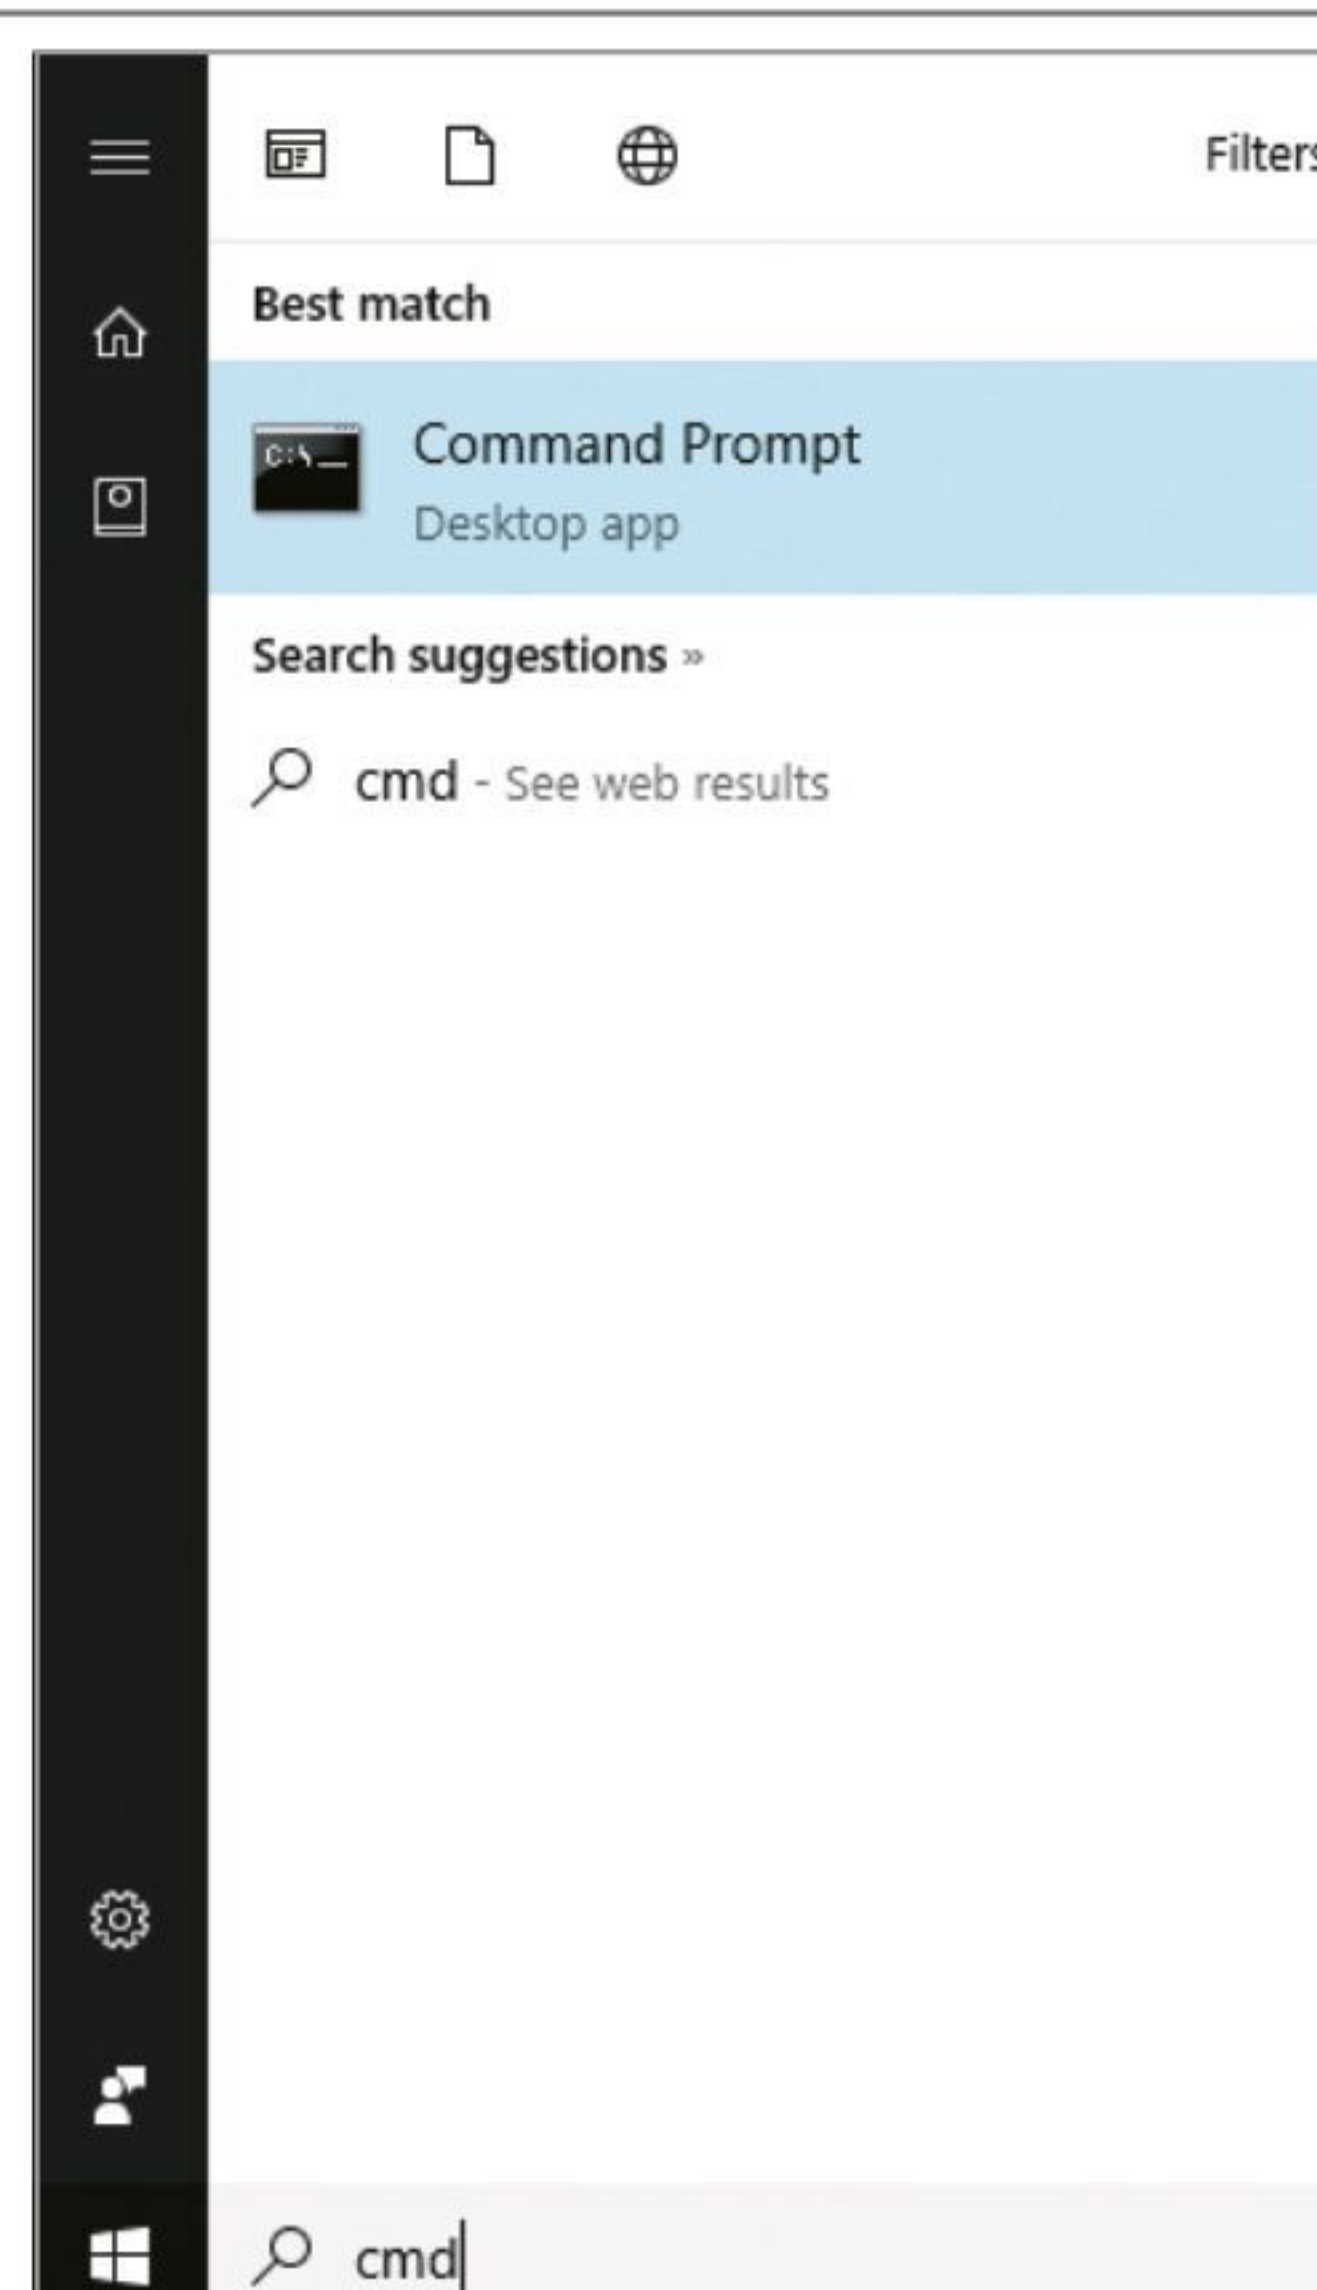 Filters
Best match
C:\_
Command Prompt
Desktop app
Search suggestions »
cmd - See web results
cmd